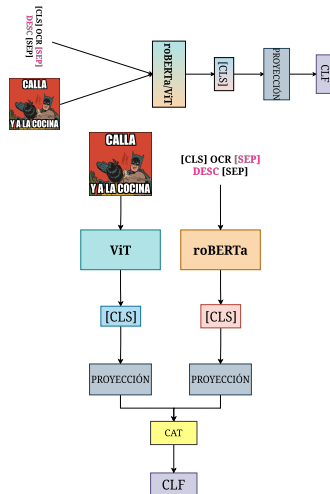 [CLS] OCR [SEP]
DESC [SEP]
CALLA
Y A LA COCINA
roBERTa/ViT
[CLS]
PROYECCIÓN
CLF
CALLA
Y A LA COCINA
[CLS] OCR [SEP]
DESC [SEP]
ViT
roBERTa
[CLS]
[CLS]
PROYECCIÓN
PROYECCIÓN
CAT
CLF